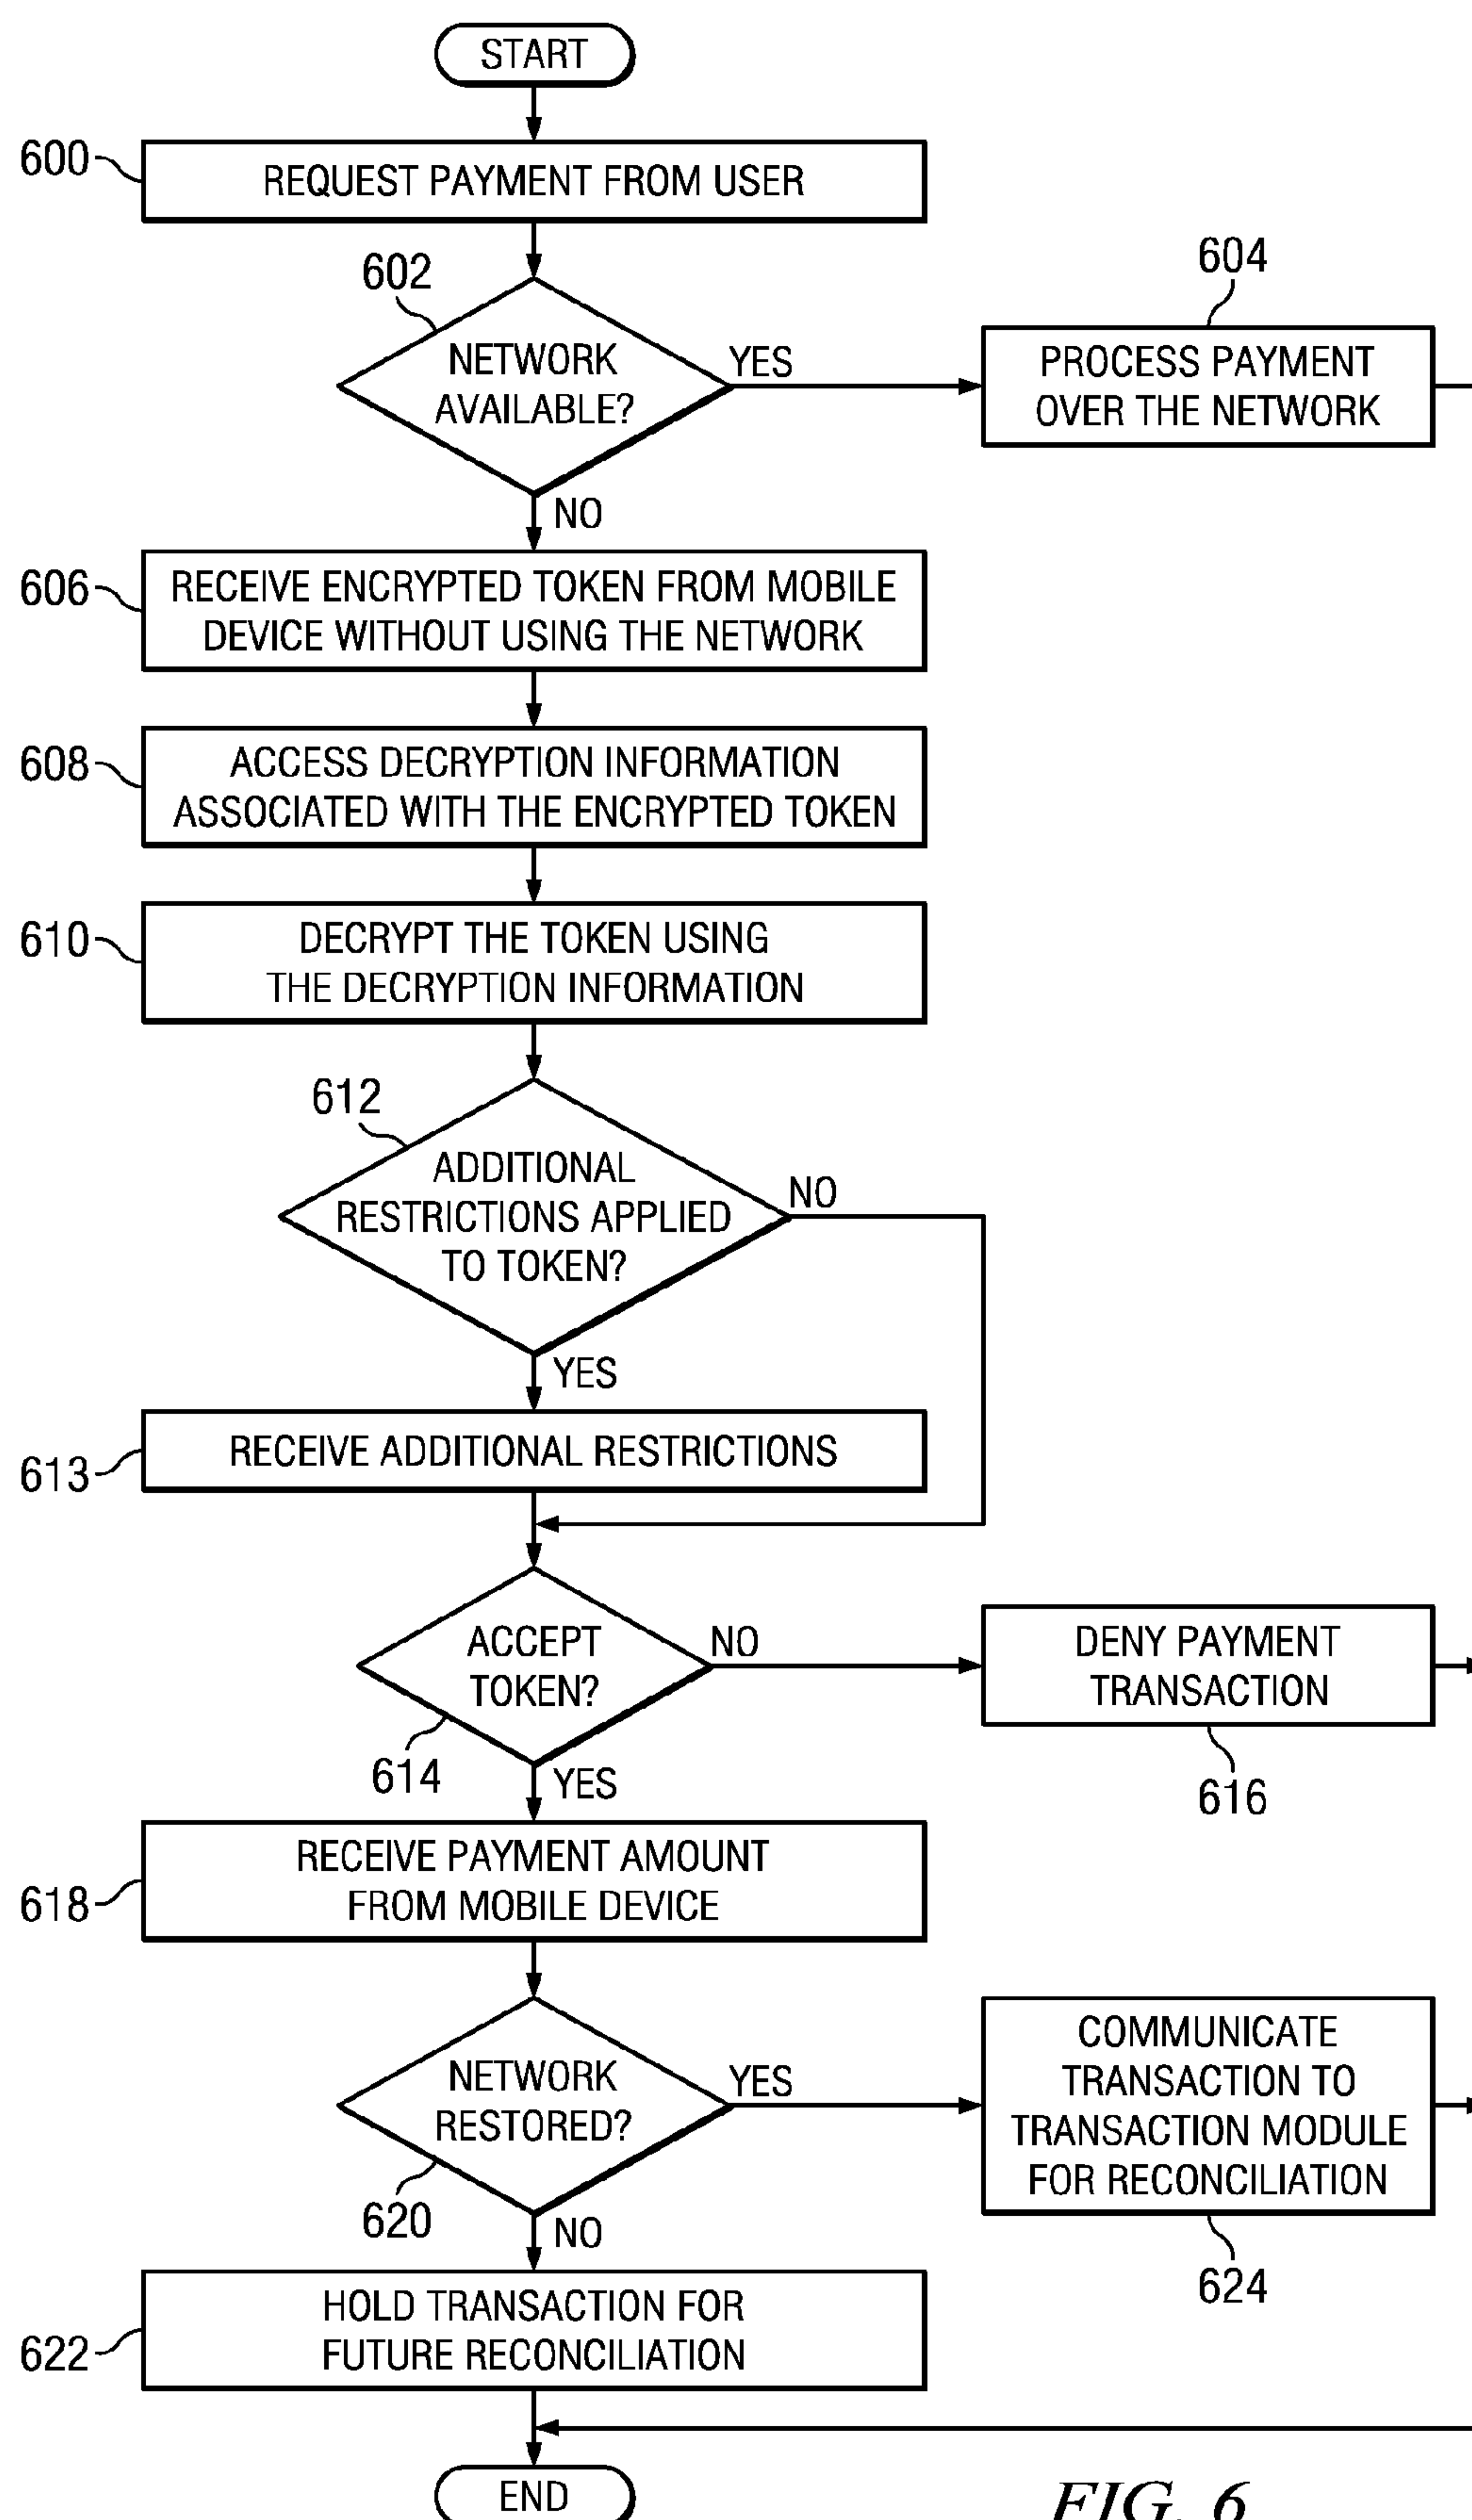 START
600
REQUEST PAYMENT FROM USER
602
NETWORK
AVAILABLE?
YES
604
PROCESS PAYMENT
OVER THE NETWORK
NO
606
RECEIVE ENCRYPTED TOKEN FROM MOBILE
DEVICE WITHOUT USING THE NETWORK
608
ACCESS DECRYPTION INFORMATION
ASSOCIATED WITH THE ENCRYPTED TOKEN
610
DECRYPT THE TOKEN USING
THE DECRYPTION INFORMATION
612
ADDITIONAL
RESTRICTIONS APPLIED
TO TOKEN?
NO
YES
613
RECEIVE ADDITIONAL RESTRICTIONS
ACCEPT
TOKEN?
614
NO
DENY PAYMENT
TRANSACTION
616
YES
618
RECEIVE PAYMENT AMOUNT
FROM MOBILE DEVICE
NETWORK
RESTORED?
620
YES
COMMUNICATE
TRANSACTION TO
TRANSACTION MODULE
FOR RECONCILIATION
624
NO
622
HOLD TRANSACTION FOR
FUTURE RECONCILIATION
END
FIG. 6